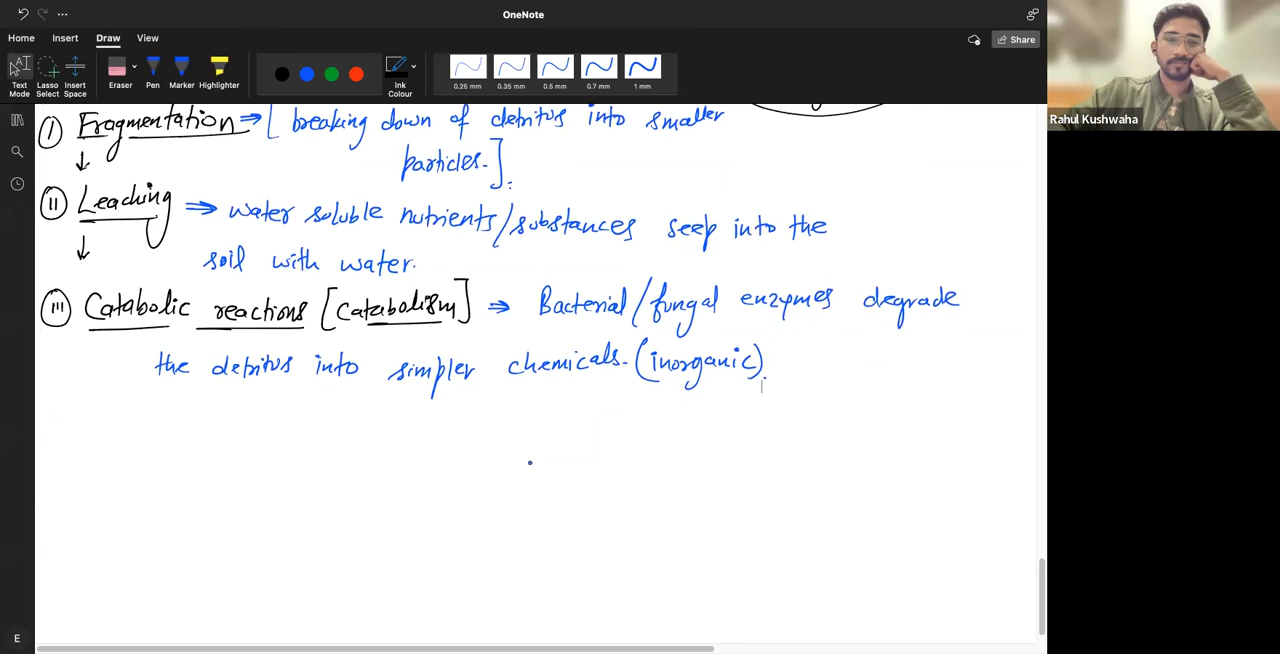 OneNote
Home Insert Draw View
Share
Text Mode
Lasso Select
Insert Space
Eraser
Pen
Marker
Highlighter
Ink Colour
0.25 mm 0.35 mm 0.5 mm 0.7 mm 1 mm
Rahul Kushwaha
I Fragmentation ⇒ [breaking down of detritus into smaller
particles.].
↓
II Leaching ⇒ water soluble nutrients/substances seep into the
↓
soil with water.
III Catabolic reactions [Catabolism] ⇒ Bacterial/fungal enzymes degrade
the detritus into simpler chemicals. (inorganic).
E